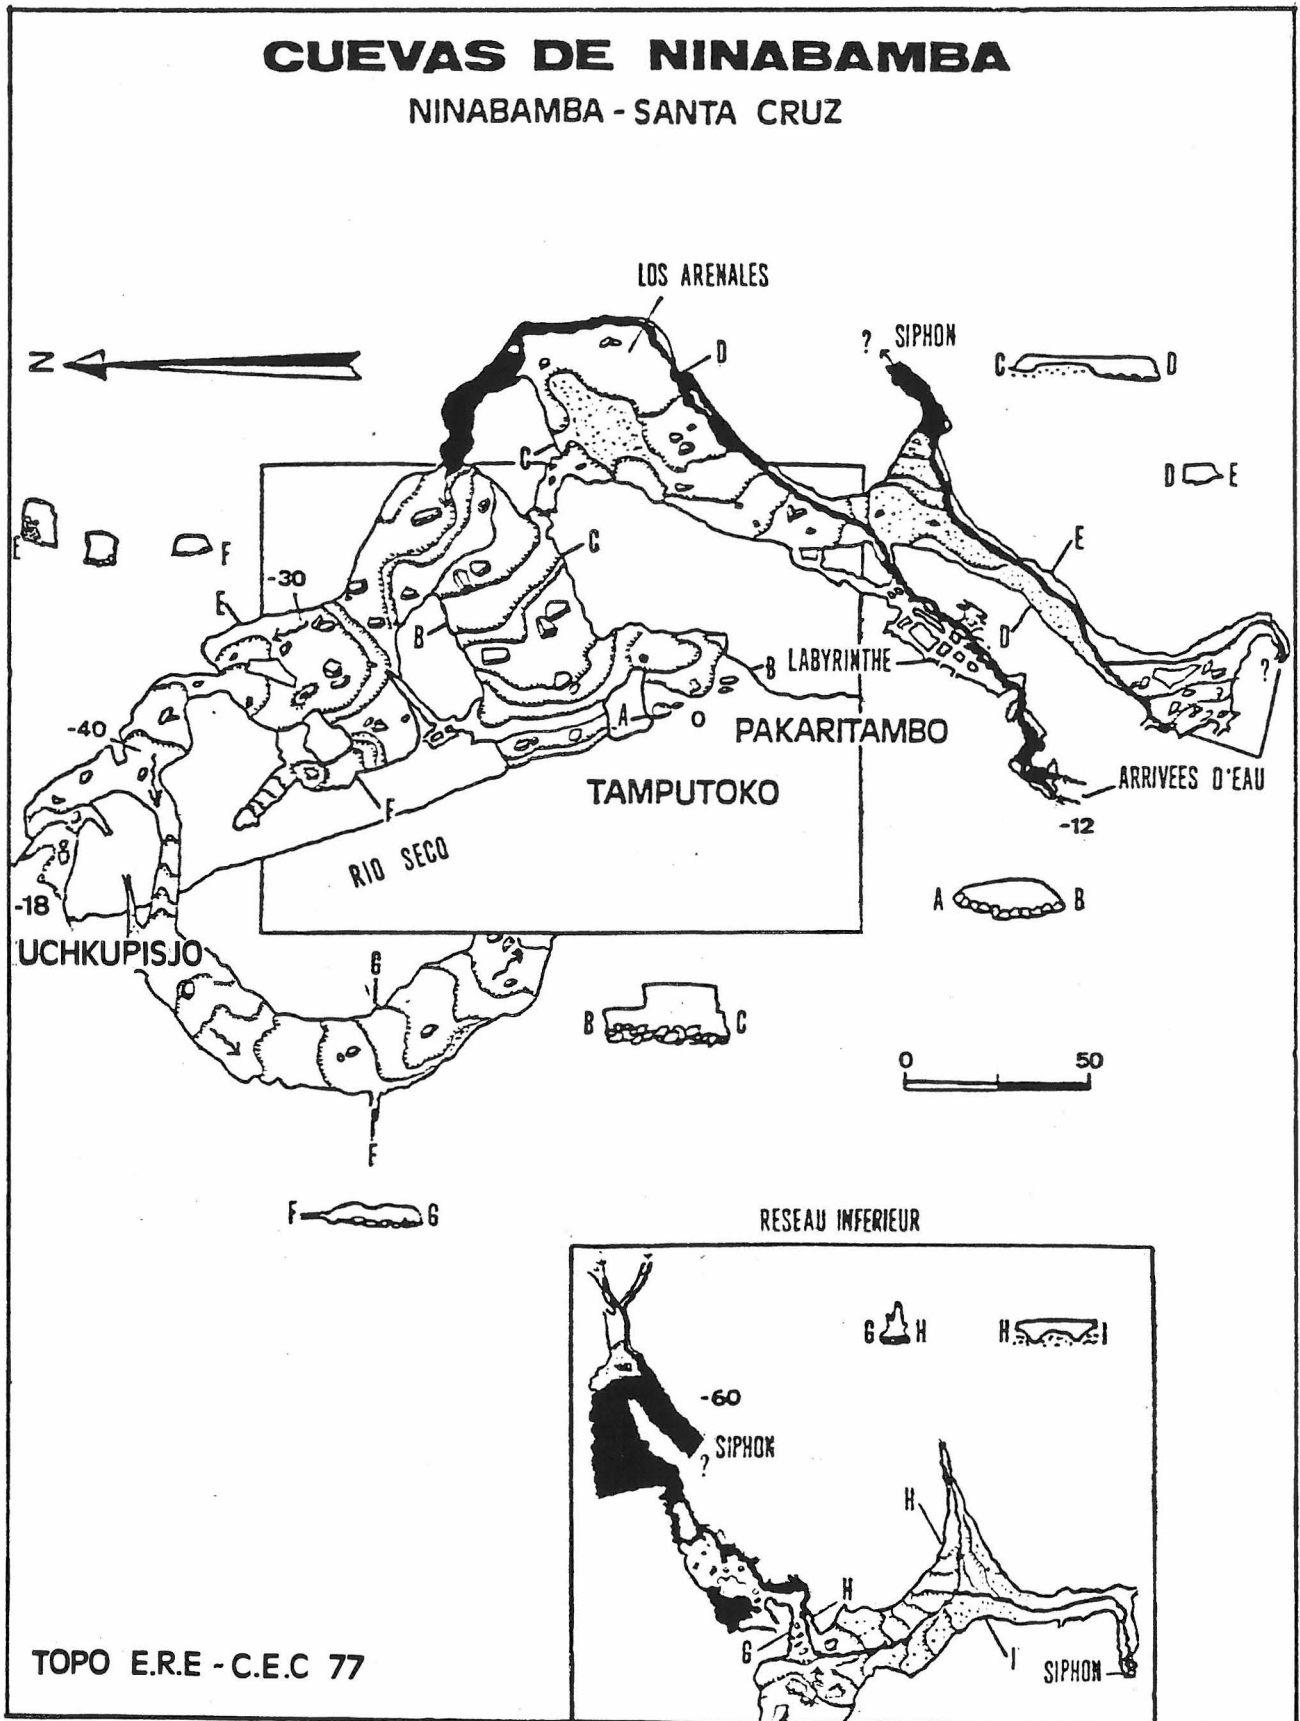 CUEVAS DE NINABAMBA
NINABAMBA - SANTA CRUZ
LOS ARENALES
? SIPHON
N
D
C D
C
D E
E F
C
E
-30
E
B
D
B
LABYRINTHE
?
A
0
-40
PAKARITAMBO
TAMPUTOKO
ARRIVEES D'EAU
F
-12
RIO SECO
-18
A B
UCHKUPISJO
G
B C
0 50
F
F G
RESEAU INFERIEUR
G H
H I
-60
SIPHON
?
H
H
G
I
SIPHON
TOPO E.R.E - C.E.C 77